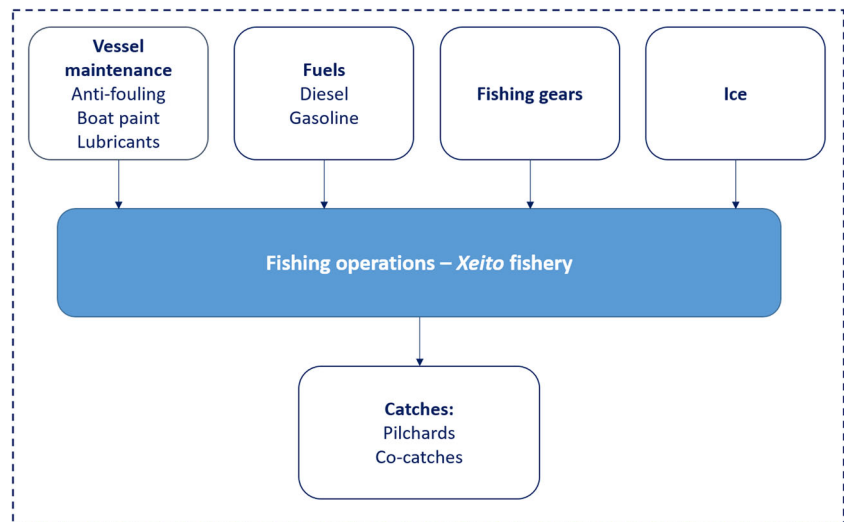 Vessel
maintenance
Anti-fouling
Boat paint
Lubricants
Fuels
Diesel
Gasoline
Fishing gears
Ice
Fishing operations – Xeito fishery
Catches:
Pilchards
Co-catches